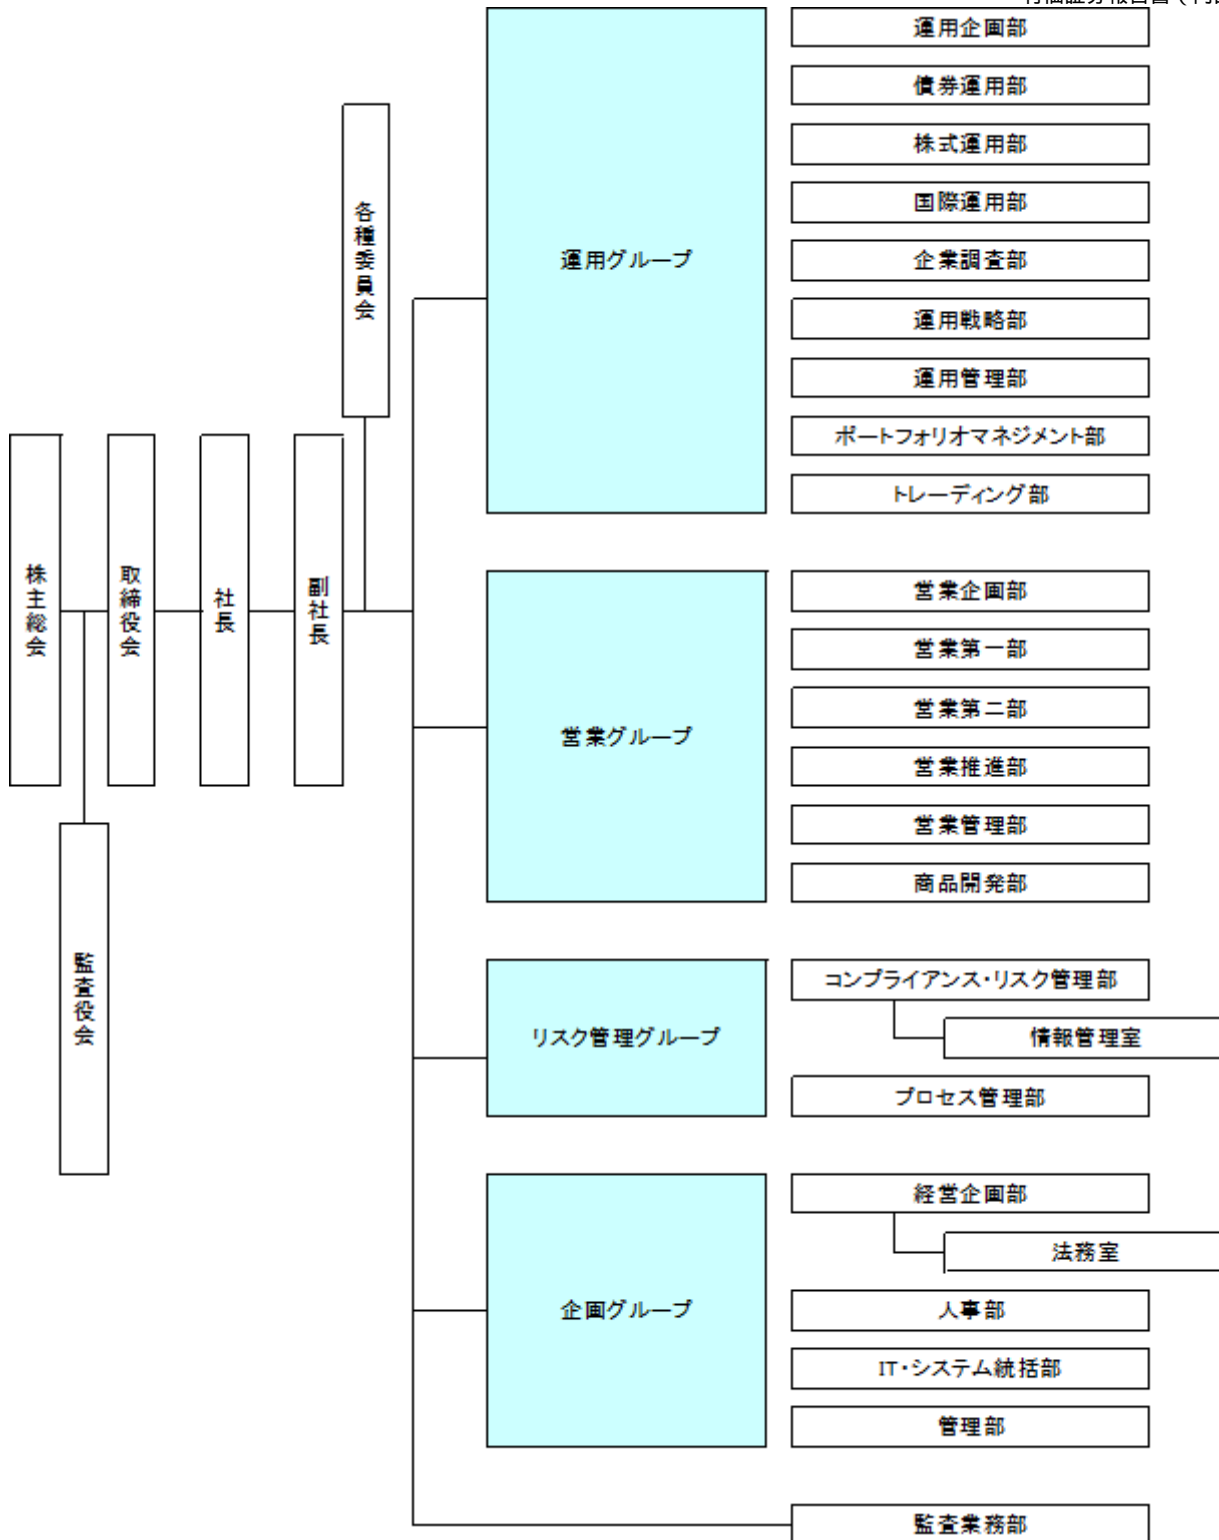 運用企画部
債券運用部
株式運用部
国際運用部
企業調査部
運用戦略部
運用管理部
ポートフォリオマネジメント部
トレーディング部
運用グループ
各種委員会
株主総会
取締役会
社長
副社長
監査役会
営業グループ
営業企画部
営業第一部
営業第二部
営業推進部
営業管理部
商品開発部
リスク管理グループ
コンプライアンス・リスク管理部
情報管理室
プロセス管理部
企画グループ
経営企画部
法務室
人事部
IT・システム統括部
管理部
監査業務部